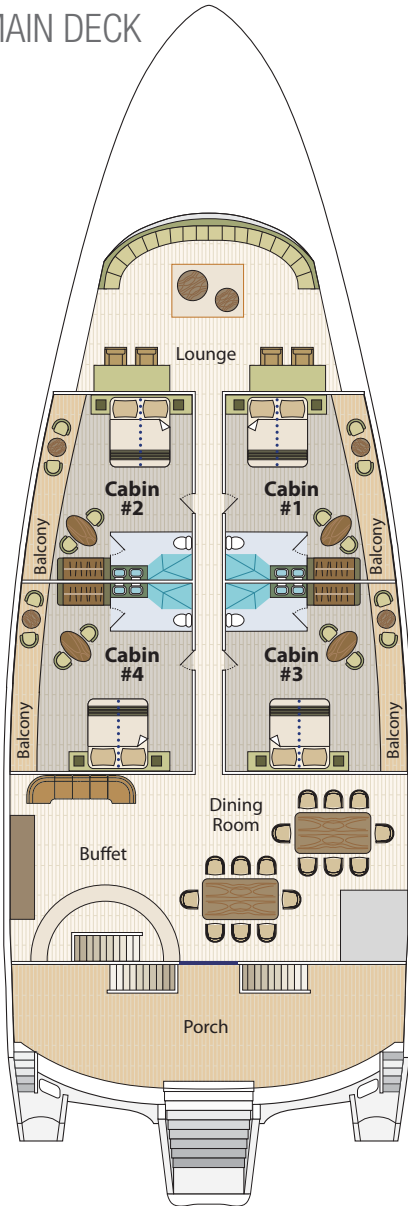 MAIN DECK
Lounge
Cabin
#2
Cabin
#1
Balcony
Balcony
Cabin
#4
Cabin
#3
Balcony
Balcony
Dining
Room
Buffet
Porch